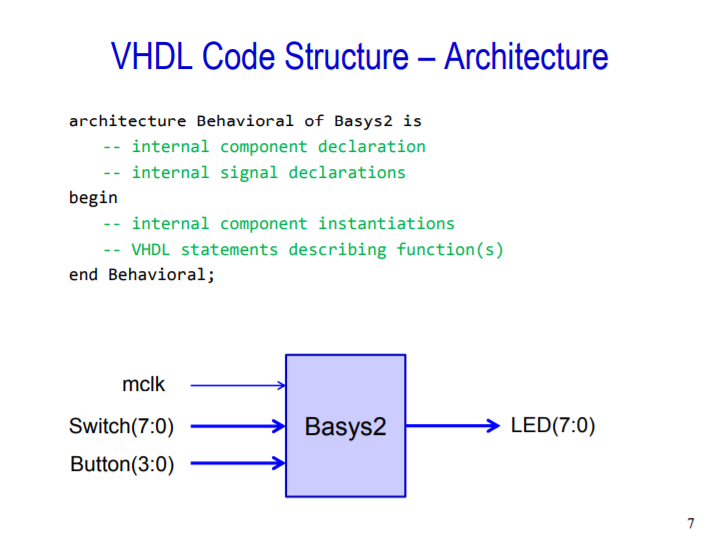 VHDL Code Structure – Architecture
architecture Behavioral of Basys2 is
-- internal component declaration
-- internal signal declarations
begin
-- internal component instantiations
-- VHDL statements describing function(s)
end Behavioral;
mclk
Switch(7:0)
Basys2
LED(7:0)
Button(3:0)
7